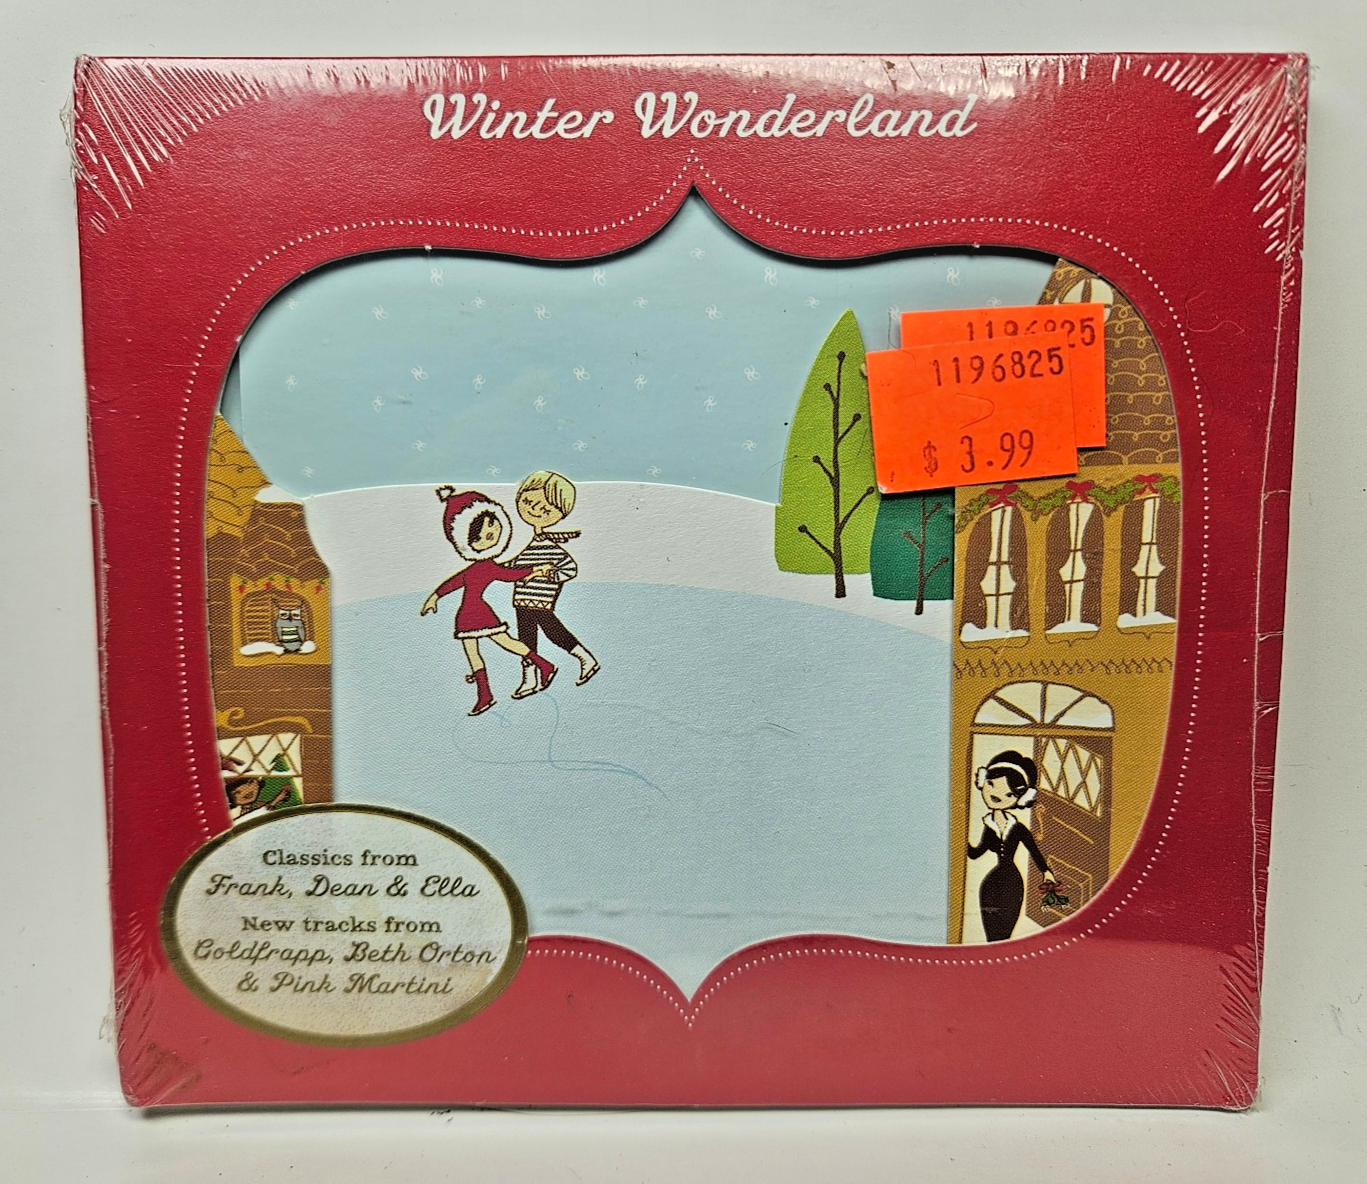 Winter Wonderland
1196825
1196825
$ 3.99
Classics from
Frank, Dean & Ella
New tracks from
Goldfrapp, Beth Orton
& Pink Martini